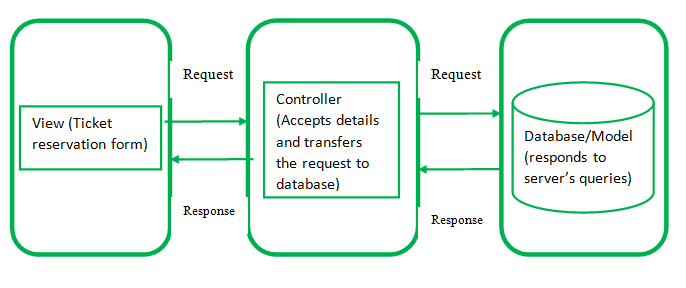 Request
Request
View (Ticket
reservation form)
Controller
(Accepts details
and transfers
the request to
database)
Database/Model
(responds to
server's queries)
Response
Response